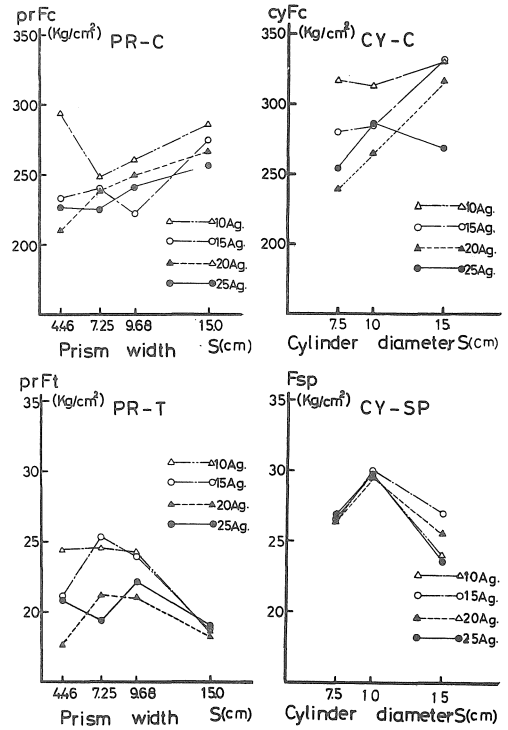 prFc
(Kg/cm²)
PR-C
350
300
250
200
10Ag.
15Ag.
20Ag.
25Ag.
4.46 7.25 9.68 15.0
Prism width S(cm)
cyFc
(Kg/cm²)
CY-C
350
300
250
200
10Ag.
15Ag.
20Ag.
25Ag.
7.5 10 15
Cylinder diameter S(cm)
prFt
(Kg/cm²)
PR-T
35
30
25
20
10Ag.
15Ag.
20Ag.
25Ag.
4.46 7.25 9.68 15.0
Prism width S(cm)
Fsp
(Kg/cm²)
CY-SP
35
30
25
20
10Ag.
15Ag.
20Ag.
25Ag.
7.5 10 15
Cylinder diameter S(cm)